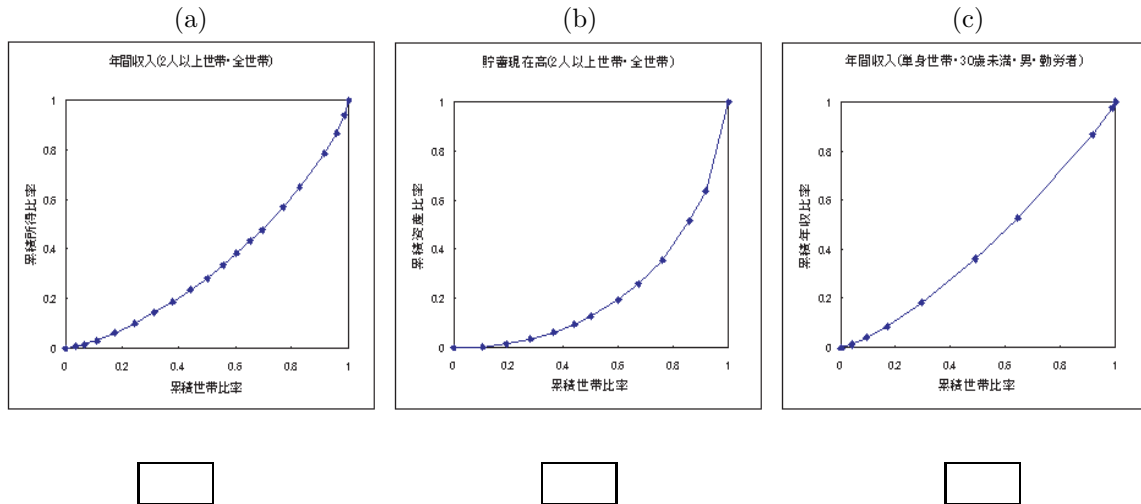 (a)
年間収入(2人以上世帯・全世帯)
1
0.8
0.6
0.4
0.2
0
0 0.2 0.4 0.6 0.8 1
累積所得比率
累積世帯比率
(b)
貯蓄現在高(2人以上世帯・全世帯)
1
0.8
0.6
0.4
0.2
0
0 0.2 0.4 0.6 0.8 1
累積資産比率
累積世帯比率
(c)
年間収入(単身世帯・30歳未満・男・勤労者)
1
0.8
0.6
0.4
0.2
0
0 0.2 0.4 0.6 0.8 1
累積年収比率
累積世帯比率